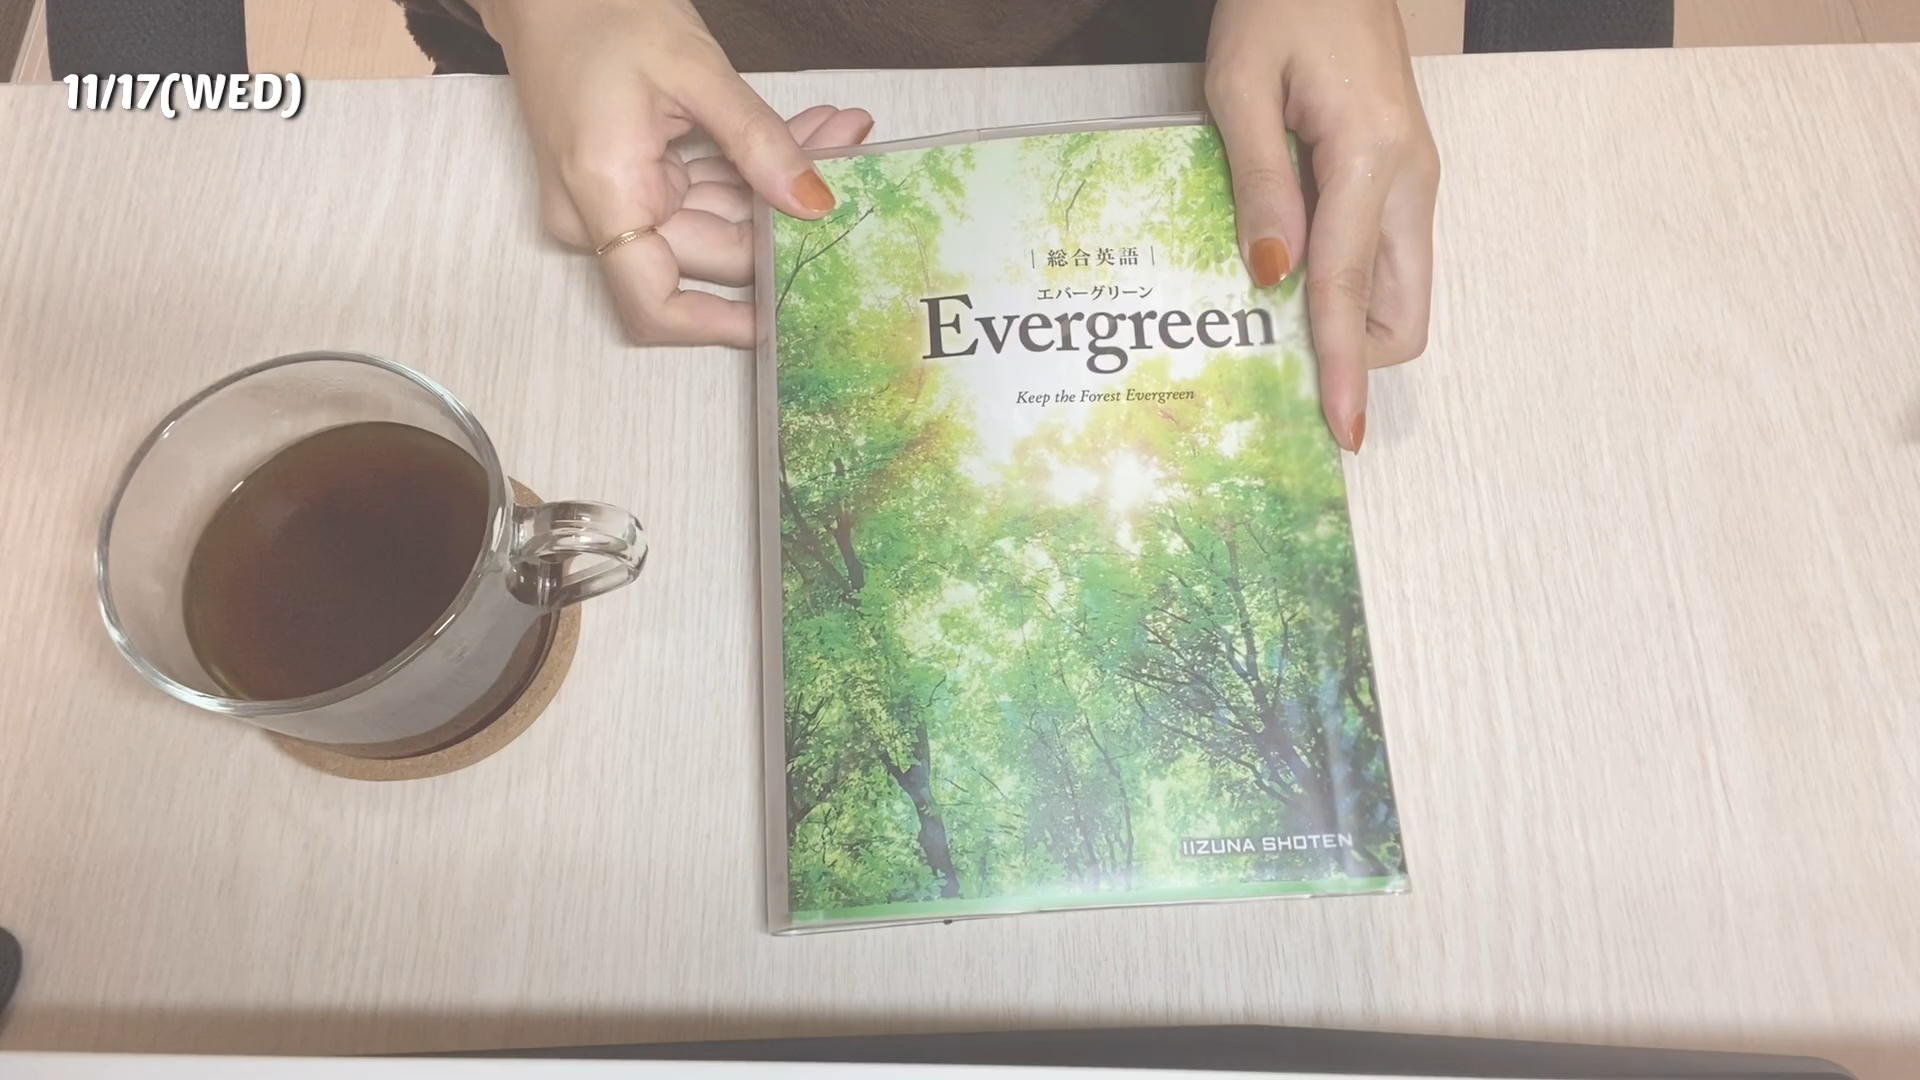 11/17(WED)
| 総合英語 |
エバーグリーン
Evergreen
Keep the Forest Evergreen
IIZUNA SHOTEN